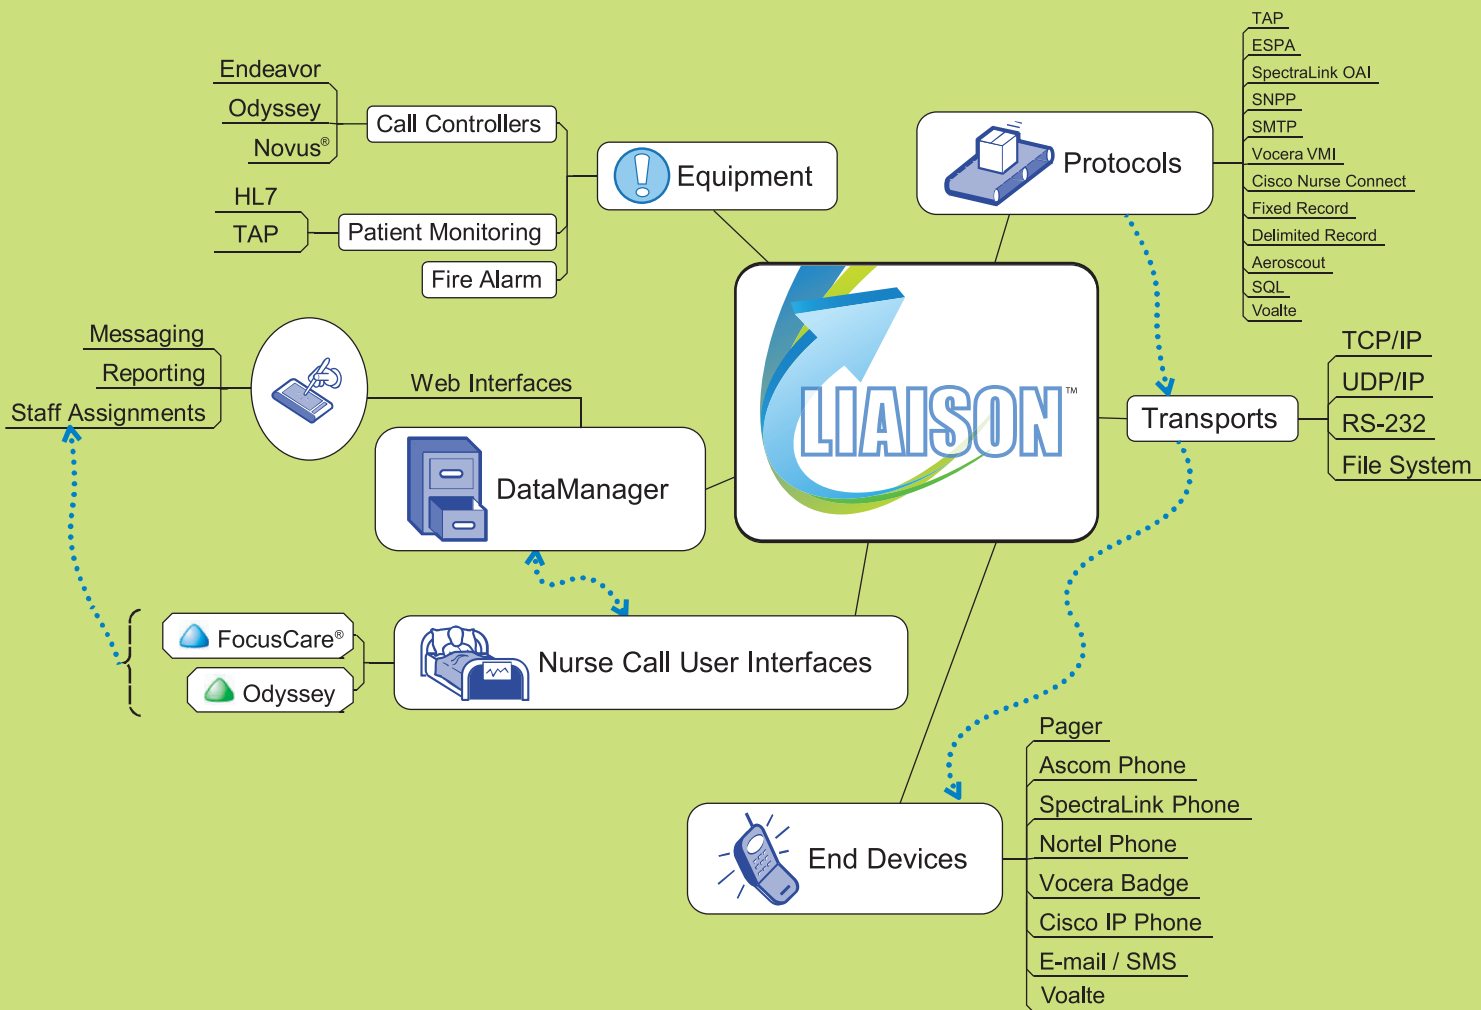 Endeavor
Odyssey
Novus®
Call Controllers
HL7
TAP
Patient Monitoring
Fire Alarm
Equipment
Protocols
TAP
ESPA
SpectraLink OAI
SNPP
SMTP
Vocera VMI
Cisco Nurse Connect
Fixed Record
Delimited Record
Aeroscout
SQL
Voalte
LIAISON™
Transports
TCP/IP
UDP/IP
RS-232
File System
Messaging
Reporting
Staff Assignments
Web Interfaces
DataManager
FocusCare®
Odyssey
Nurse Call User Interfaces
End Devices
Pager
Ascom Phone
SpectraLink Phone
Nortel Phone
Vocera Badge
Cisco IP Phone
E-mail / SMS
Voalte